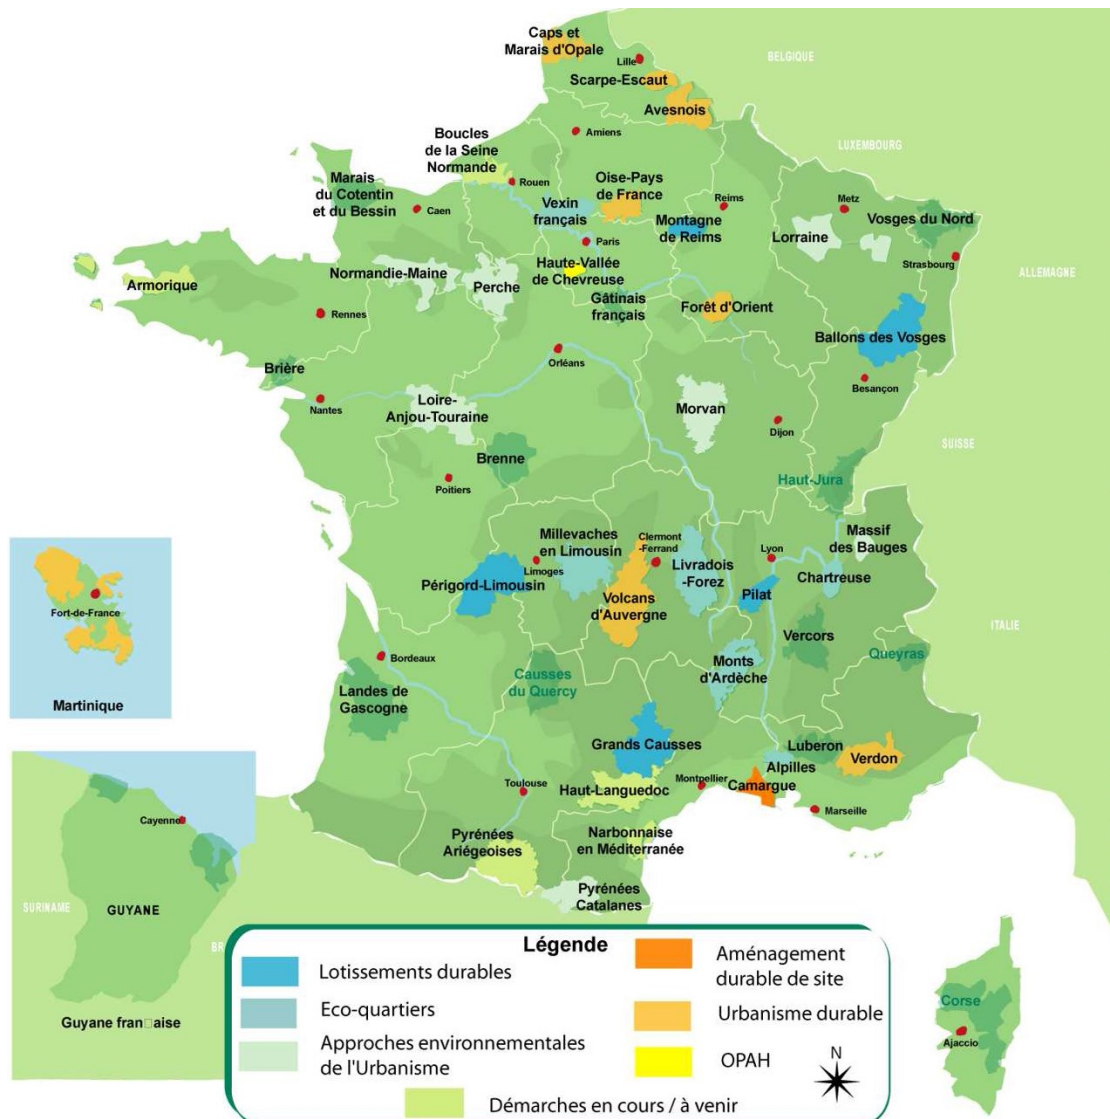 Caps et
Marais d'Opale
Lille
BELGIQUE
Scarpe-Escaut
Avesnois
Amiens
Boucles
de la Seine
Normande
LUXEMBOURG
Marais
du Cotentin
et du Bessin
Rouen
Oise-Pays
de France
Caen
Vexin
français
Reims
Montagne
de Reims
Metz
Vosges du Nord
Lorraine
Paris
Strasbourg
ALLEMAGNE
Armorique
Normandie-Maine
Perche
Haute-Vallée
de Chevreuse
Gâtinais
français
Forêt d'Orient
Rennes
Ballons des Vosges
Orléans
Brière
Besançon
Nantes
Loire-
Anjou-Touraine
Morvan
Dijon
SUISSE
Brenne
Poitiers
Haut-Jura
Millevaches
en Limousin
Clermont
-Ferrand
Lyon
Massif
des Bauges
Limoges
Livradois
-Forez
Chartreuse
Périgord-Limousin
Volcans
d'Auvergne
Pilat
Fort-de-France
ITALIE
Vercors
Queyras
Bordeaux
Causses
du Quercy
Monts
d'Ardèche
Martinique
Landes de
Gascogne
Grands Causses
Luberon
Verdon
Alpilles
Toulouse
Haut-Languedoc
Montpellier
Camargue
Marseille
Cayenne
Pyrénées
Ariégeoises
Narbonnaise
en Méditerranée
Pyrénées
Catalanes
SURINAME
GUYANE
BR
Guyane fran□aise
Légende
Lotissements durables
Eco-quartiers
Approches environnementales
de l'Urbanisme
Démarches en cours / à venir
Aménagement
durable de site
Urbanisme durable
OPAH
N
Corse
Ajaccio